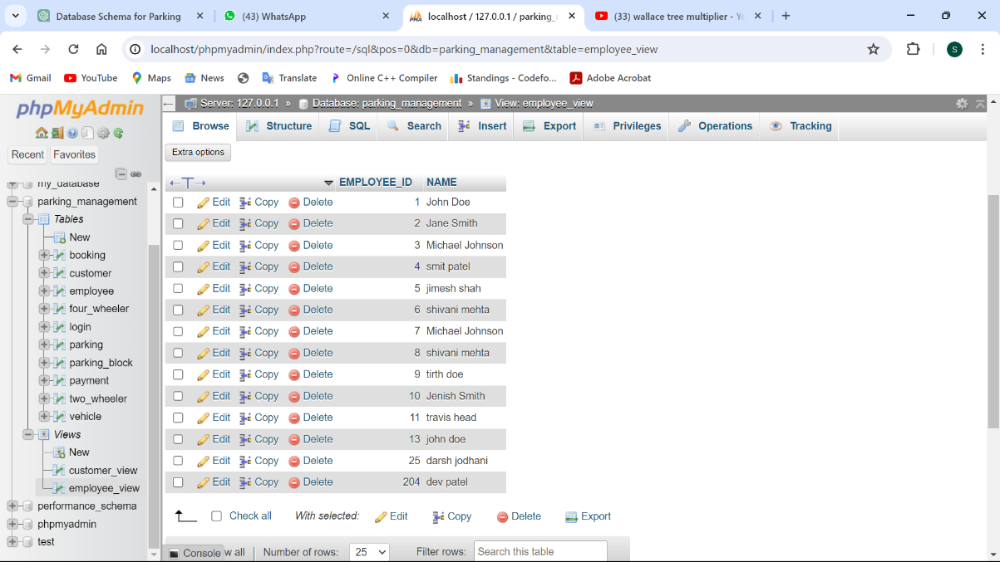 Database Schema for Parking
(43) WhatsApp
localhost / 127.0.0.1 / parking_
(33) wallace tree multiplier -
localhost/phpmyadmin/index.php?route=/sql&pos=0&db=parking_management&table=employee_view
S
Gmail YouTube Maps News Translate Online C++ Compiler Standings - Codefo... Adobe Acrobat
phpMyAdmin
Recent Favorites
my_database
parking_management
Tables
New
booking
customer
employee
four_wheeler
login
parking
parking_block
payment
two_wheeler
vehicle
Views
New
customer_view
employee_view
performance_schema
phpmyadmin
test
Server: 127.0.0.1 » Database: parking_management » View: employee_view
Browse Structure SQL Search Insert Export Privileges Operations Tracking
Extra options
EMPLOYEE_ID NAME
Edit Copy Delete 1 John Doe
Edit Copy Delete 2 Jane Smith
Edit Copy Delete 3 Michael Johnson
Edit Copy Delete 4 smit patel
Edit Copy Delete 5 jimesh shah
Edit Copy Delete 6 shivani mehta
Edit Copy Delete 7 Michael Johnson
Edit Copy Delete 8 shivani mehta
Edit Copy Delete 9 tirth doe
Edit Copy Delete 10 Jenish Smith
Edit Copy Delete 11 travis head
Edit Copy Delete 13 john doe
Edit Copy Delete 25 darsh jodhani
Edit Copy Delete 204 dev patel
Check all With selected: Edit Copy Delete Export
Console w all Number of rows: 25 Filter rows: Search this table